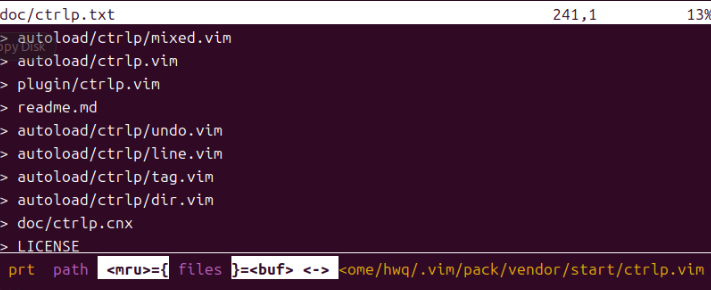 doc/ctrlp.txt 241,1 13%
> autoload/ctrlp/mixed.vim
opy Disk
> autoload/ctrlp.vim
> plugin/ctrlp.vim
> readme.md
> autoload/ctrlp/undo.vim
> autoload/ctrlp/line.vim
> autoload/ctrlp/tag.vim
> autoload/ctrlp/dir.vim
> doc/ctrlp.cnx
> LICENSE
prt path <mru>={ files }=<buf> <-> <ome/hwq/.vim/pack/vendor/start/ctrlp.vim